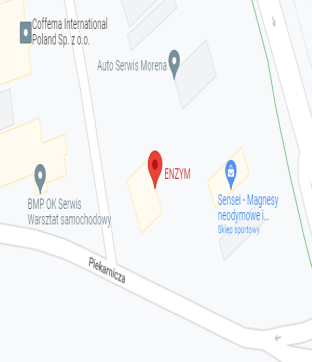 Coffema International
Poland Sp. z o.o.
Auto Serwis Morena
ENZYM
BMP OK Serwis
Warsztat samochodowy
Sensei - Magnesy
neodymowe i...
Sklep sportowy
Piekarnicza